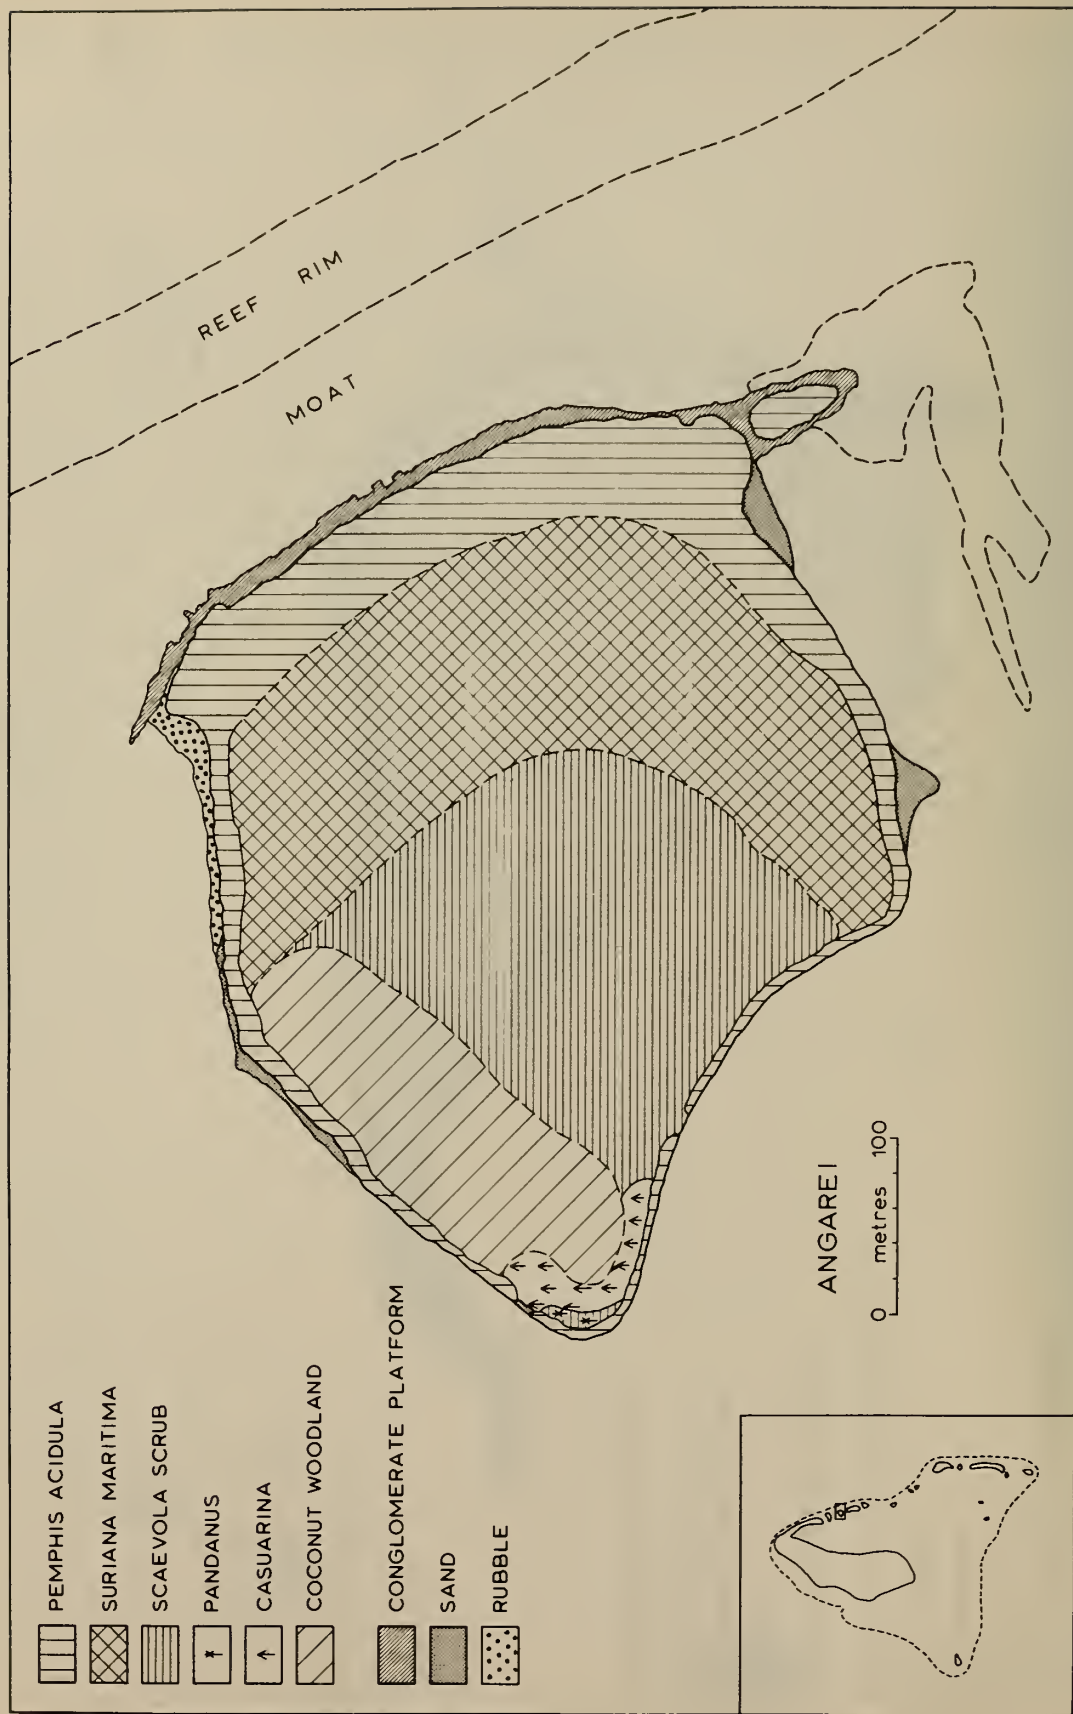 PEMPHIS ACIDULA
SURIANA MARITIMA
SCAEVOLA SCRUB
PANDANUS
CASUARINA
COCONUT WOODLAND
CONGLOMERATE PLATFORM
SAND
RUBBLE
REEF RIM
MOAT
ANGAREI
0 metres 100